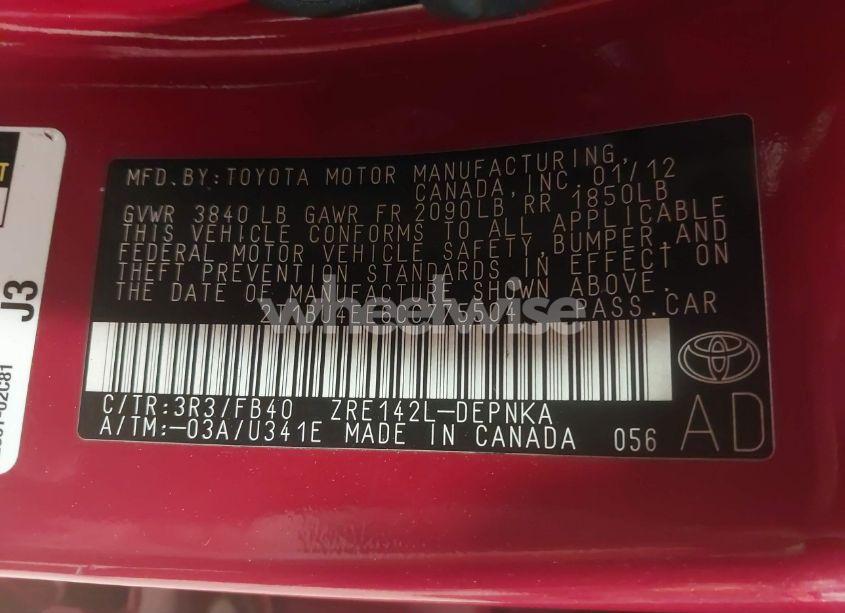 MFD.BY:TOYOTA MOTOR MANUFACTURING,
CANADA,INC. 01/12
GVWR 3840 LB GAWR FR 2090LB RR 1850LB
THIS VEHICLE CONFORMS TO ALL APPLICABLE
FEDERAL MOTOR VEHICLE SAFETY,BUMPER,AND
THEFT PREVENTION STANDARDS IN EFFECT ON
THE DATE OF MANUFACTURE SHOWN ABOVE.
PASS.CAR
wheelwise
C/TR:3R3/FB40 ZRE142L-DEPNKA
A/TM:-03A/U341E MADE IN CANADA 056
AD
J3